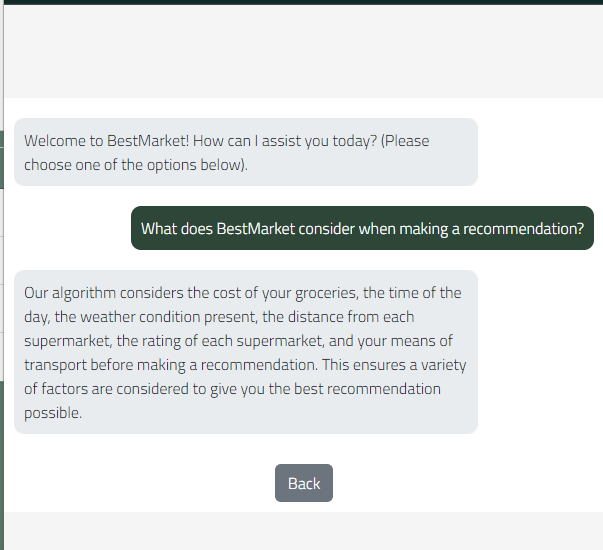 Welcome to BestMarket! How can I assist you today? (Please
choose one of the options below).
What does BestMarket consider when making a recommendation?
Our algorithm considers the cost of your groceries, the time of the
day, the weather condition present, the distance from each
supermarket, the rating of each supermarket, and your means of
transport before making a recommendation. This ensures a variety
of factors are considered to give you the best recommendation
possible.
Back